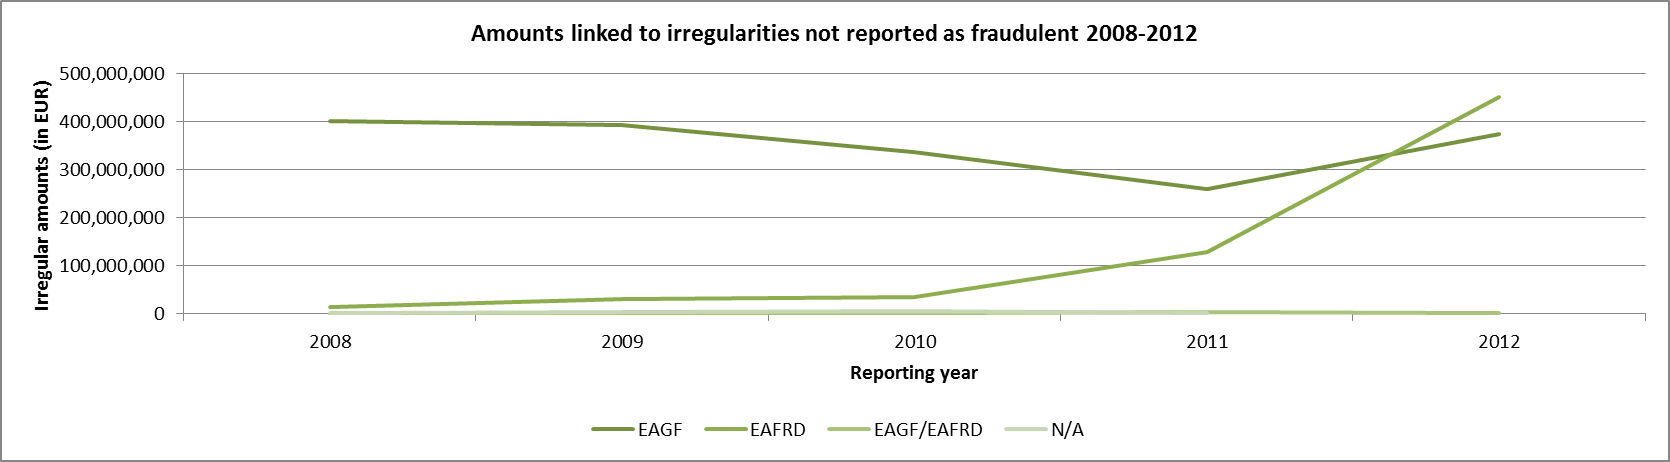 Amounts linked to irregularities not reported as fraudulent 2008-2012
Irregular amounts (in EUR)
500,000,000
400,000,000
300,000,000
200,000,000
100,000,000
0
2008 2009 2010 2011 2012
Reporting year
EAGF EAFRD EAGF/EAFRD N/A